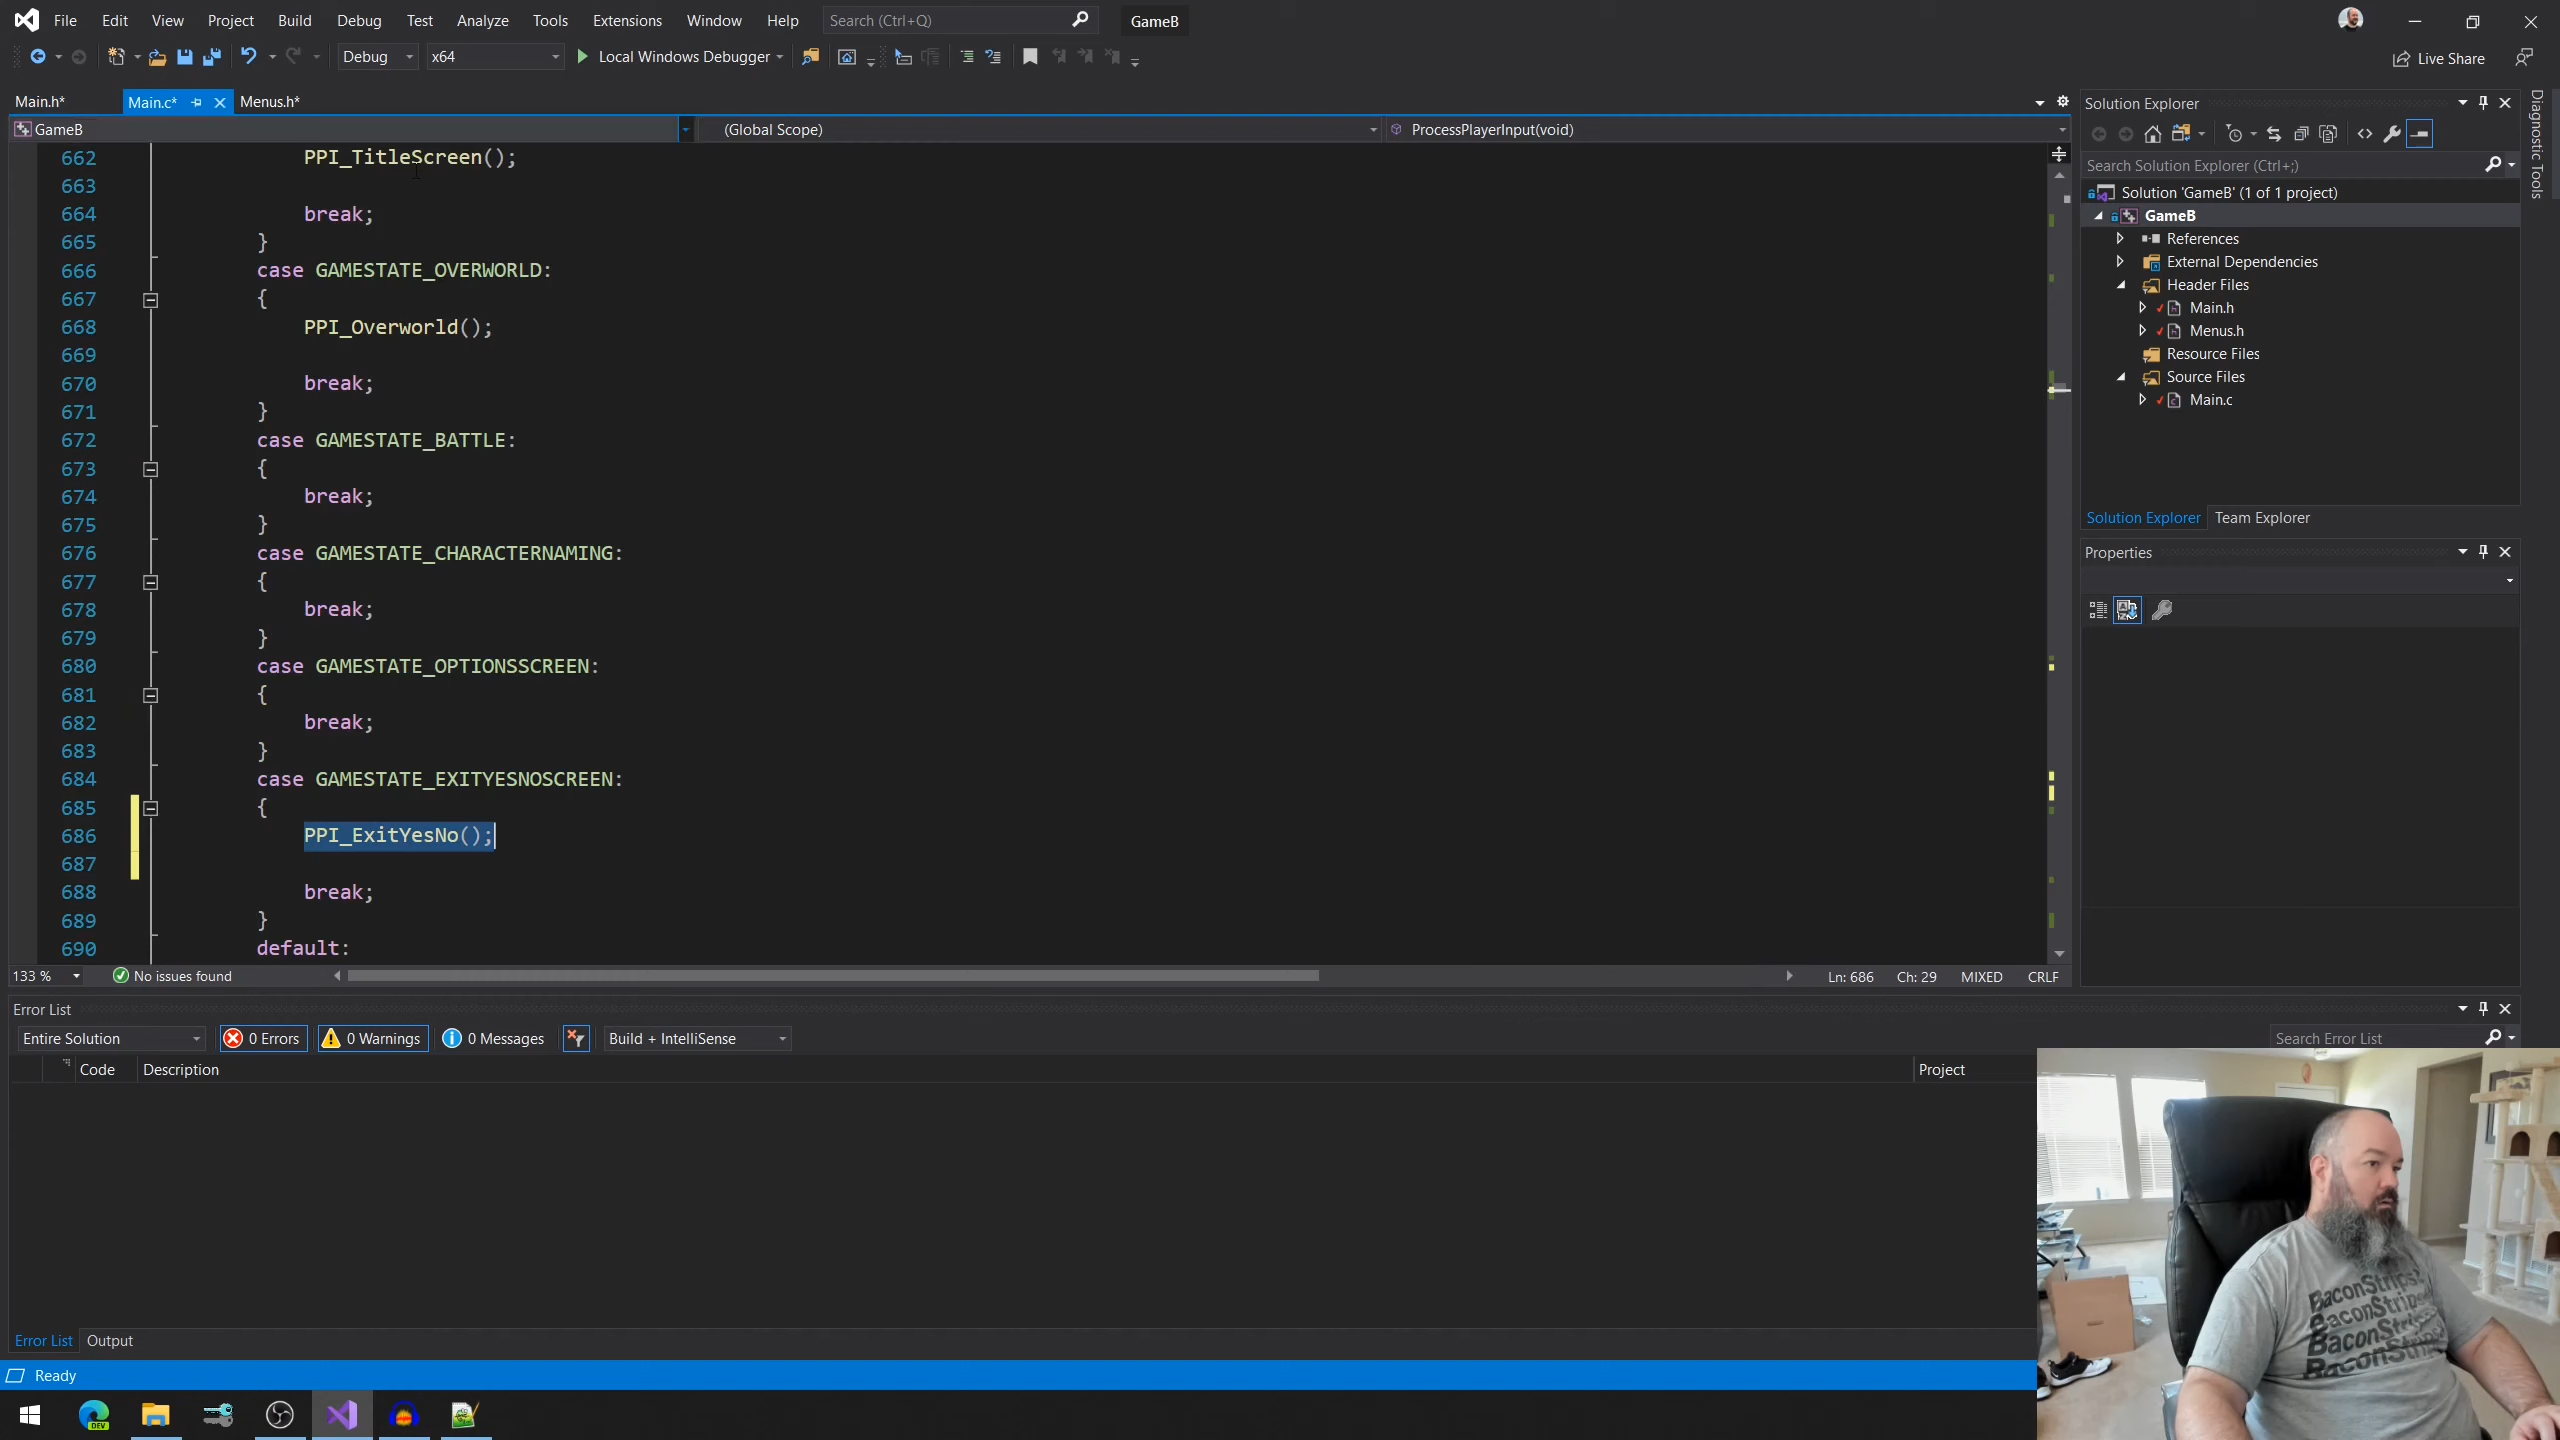 File Edit View Project Build Debug Test Analyze Tools Extensions Window Help Search (Ctrl+Q) GameB
Debug x64 Local Windows Debugger Live Share
Main.h* Main.c* Menus.h*
GameB (Global Scope) ProcessPlayerInput(void)
662 PPI_TitleScreen();
663
664 break;
665 }
666 case GAMESTATE_OVERWORLD:
667 {
668 PPI_Overworld();
669
670 break;
671 }
672 case GAMESTATE_BATTLE:
673 {
674 break;
675 }
676 case GAMESTATE_CHARACTERNAMING:
677 {
678 break;
679 }
680 case GAMESTATE_OPTIONSSCREEN:
681 {
682 break;
683 }
684 case GAMESTATE_EXITYESNOSCREEN:
685 {
686 PPI_ExitYesNo();
687
688 break;
689 }
690 default:
133 % No issues found Ln: 686 Ch: 29 MIXED CRLF
Solution Explorer
Search Solution Explorer (Ctrl+;)
Solution 'GameB' (1 of 1 project)
GameB
References
External Dependencies
Header Files
Main.h
Menus.h
Resource Files
Source Files
Main.c
Solution Explorer Team Explorer
Properties
Diagnostic Tools
Error List
Entire Solution 0 Errors 0 Warnings 0 Messages Build + IntelliSense Search Error List
Code Description Project
Error List Output
Ready
DEV
BaconStrips
BaconStrips
BaconStrips
BaconStrips